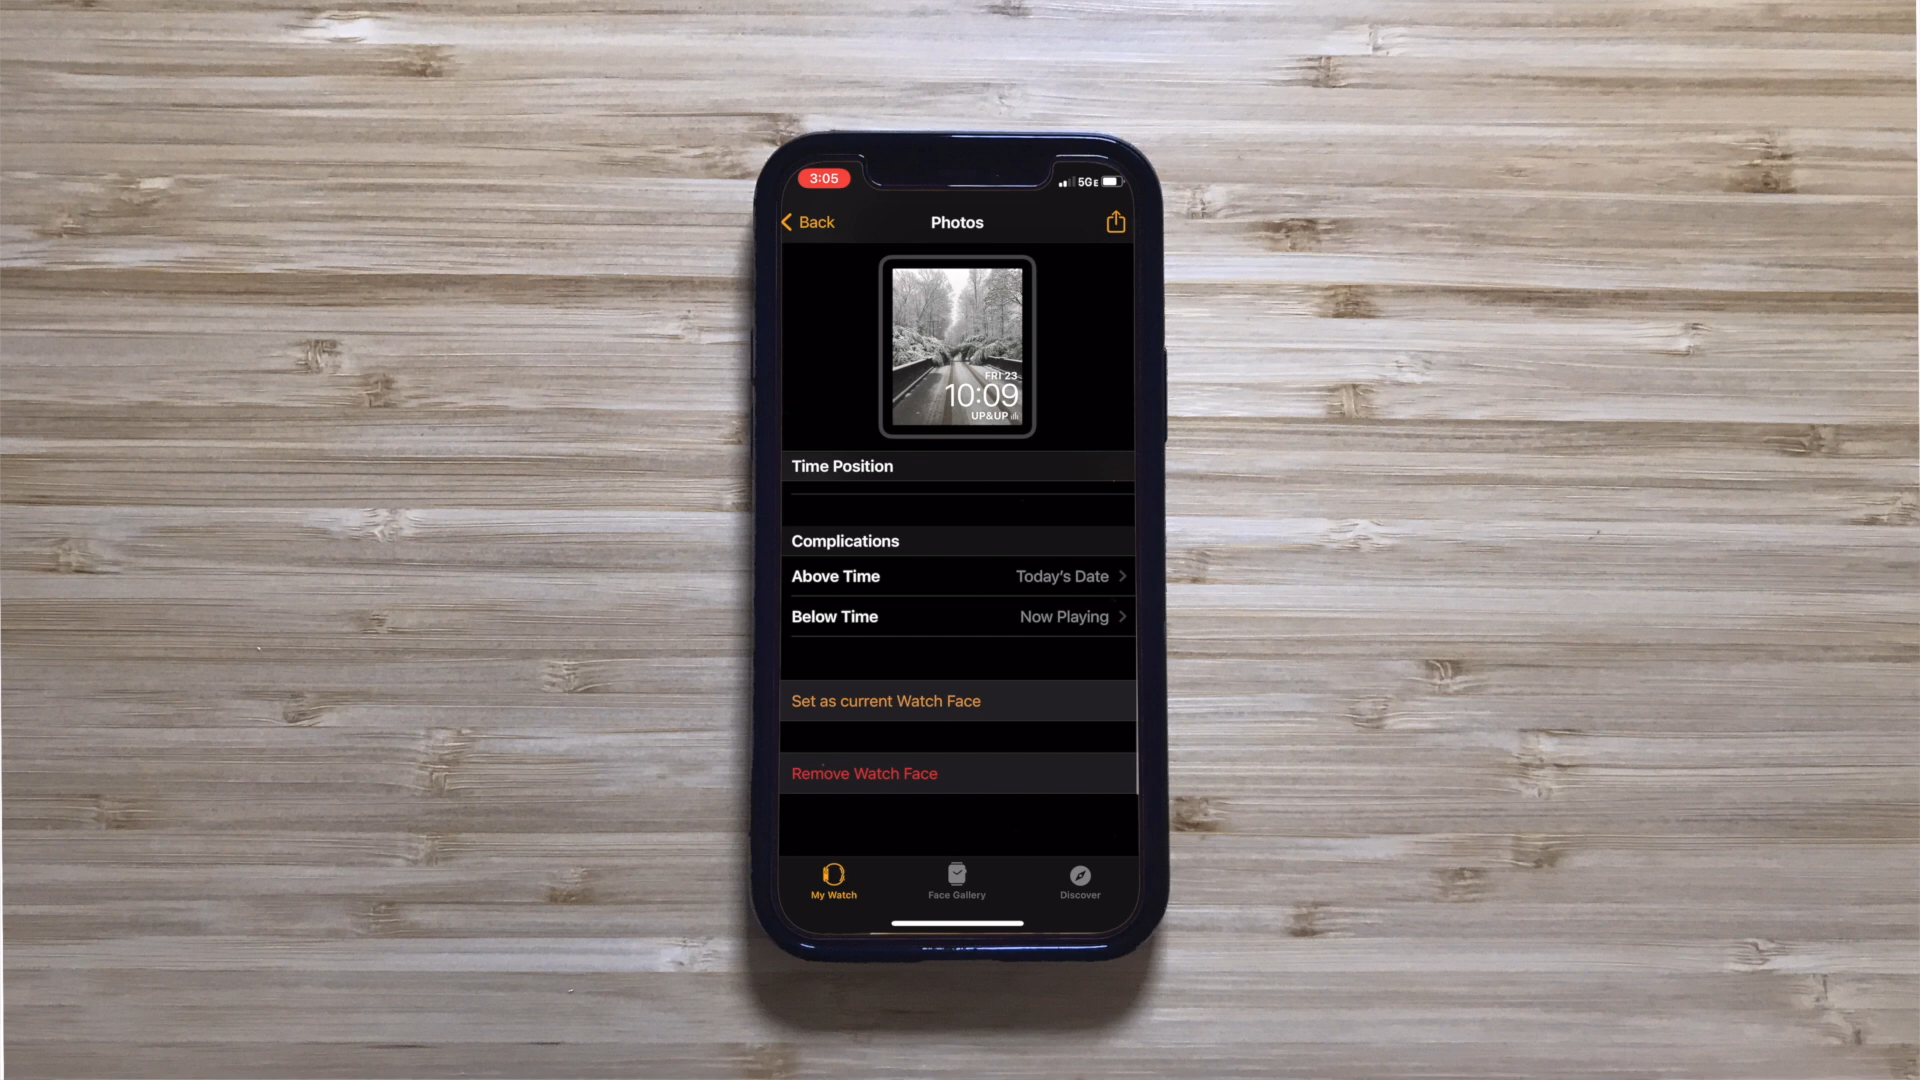 3:05
5GE
Back
Photos
FRI 23
10:09
UP&UP
Time Position
Complications
Above Time Today's Date
Below Time Now Playing
Set as current Watch Face
Remove Watch Face
My Watch Face Gallery Discover